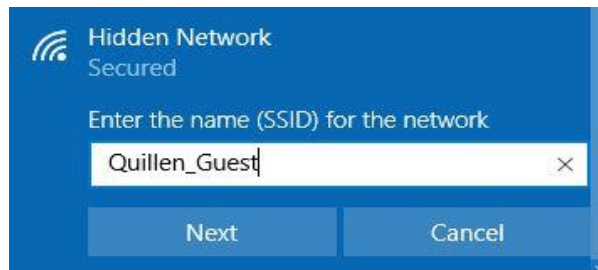 Hidden Network
Secured
Enter the name (SSID) for the network
Quillen_Guest
Next Cancel